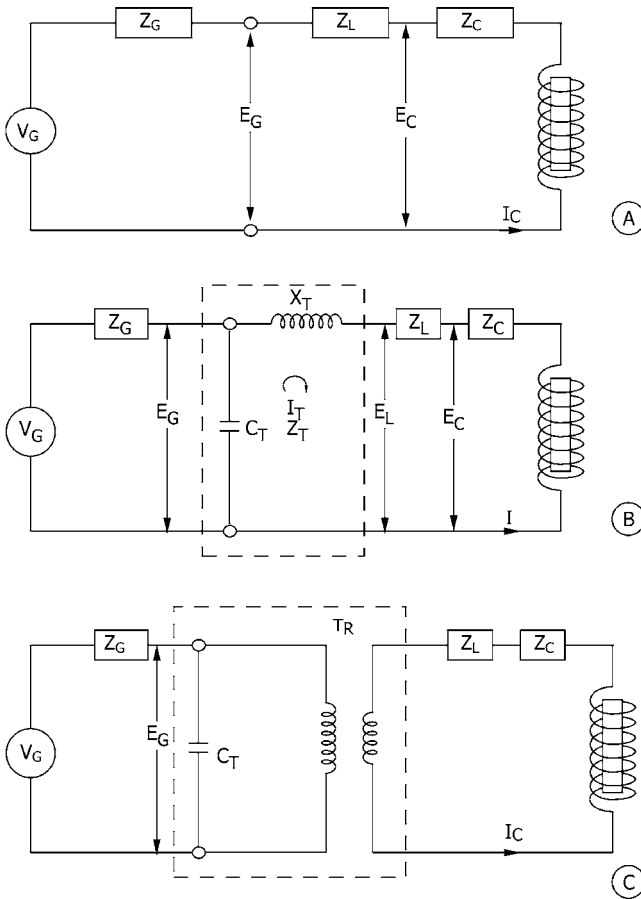 Z_G Z_L Z_C
V_G E_G E_C
I_C
A
X_T
Z_G Z_L Z_C
V_G E_G C_T I_T E_L E_C
Z_T
I
B
T_R
Z_G Z_L Z_C
V_G E_G C_T
I_C
C